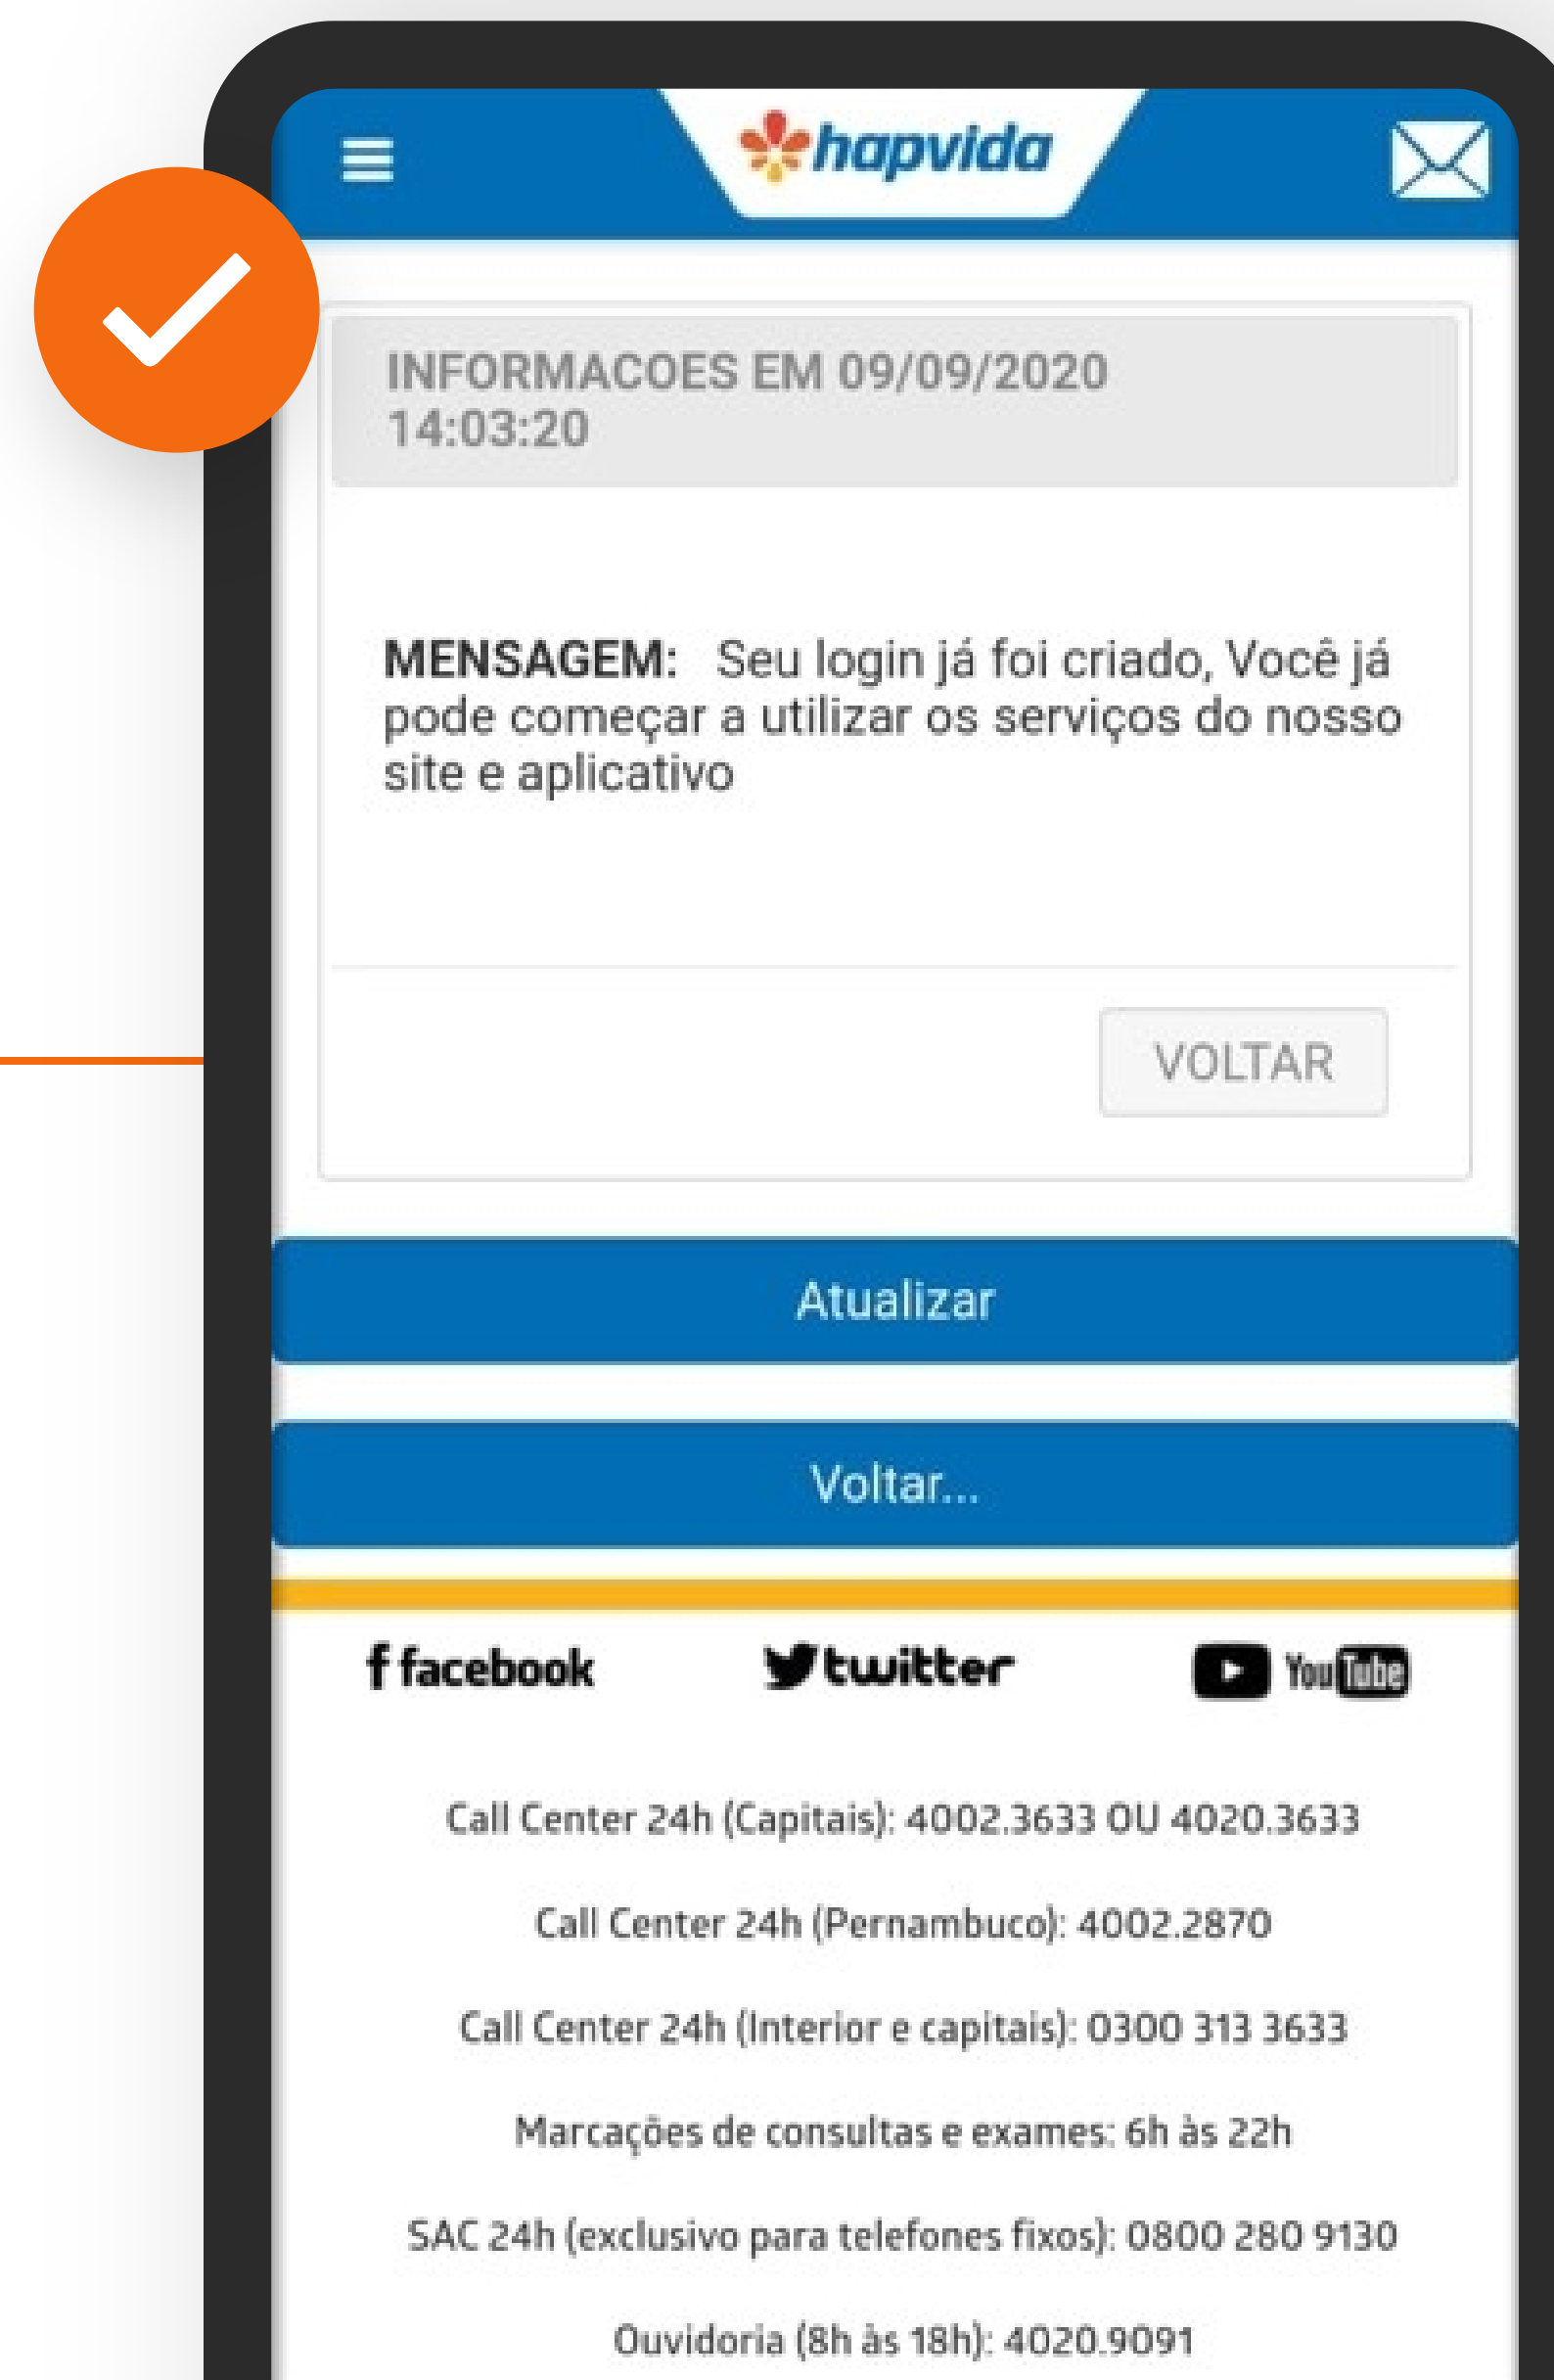 hapvida
INFORMACOES EM 09/09/2020
14:03:20
MENSAGEM: Seu login já foi criado, Você já
pode começar a utilizar os serviços do nosso
site e aplicativo
VOLTAR
Atualizar
Voltar...
f facebook twitter YouTube
Call Center 24h (Capitais): 4002.3633 OU 4020.3633
Call Center 24h (Pernambuco): 4002.2870
Call Center 24h (Interior e capitais): 0300 313 3633
Marcações de consultas e exames: 6h às 22h
SAC 24h (exclusivo para telefones fixos): 0800 280 9130
Ouvidoria (8h às 18h): 4020.9091